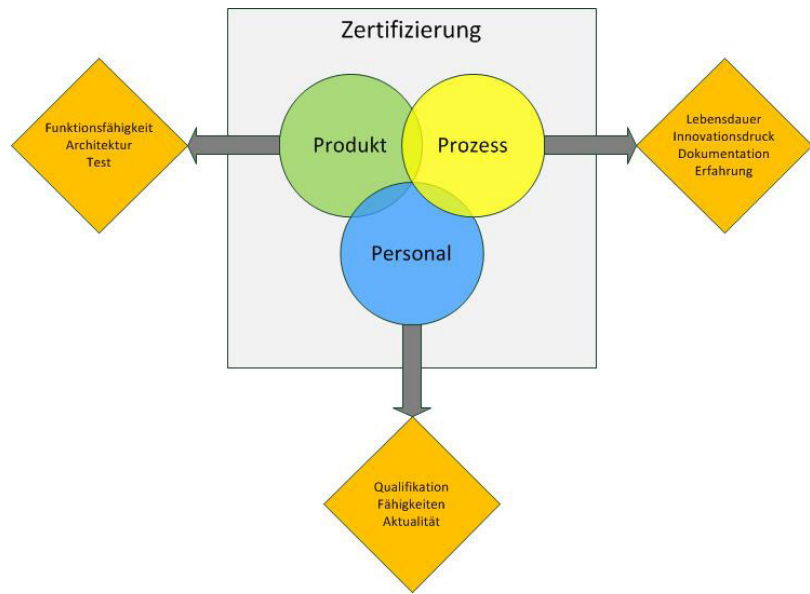 Zertifizierung
Funktionsfähigkeit
Architektur
Test
Produkt
Prozess
Lebensdauer
Innovationsdruck
Dokumentation
Erfahrung
Personal
Qualifikation
Fähigkeiten
Aktualität